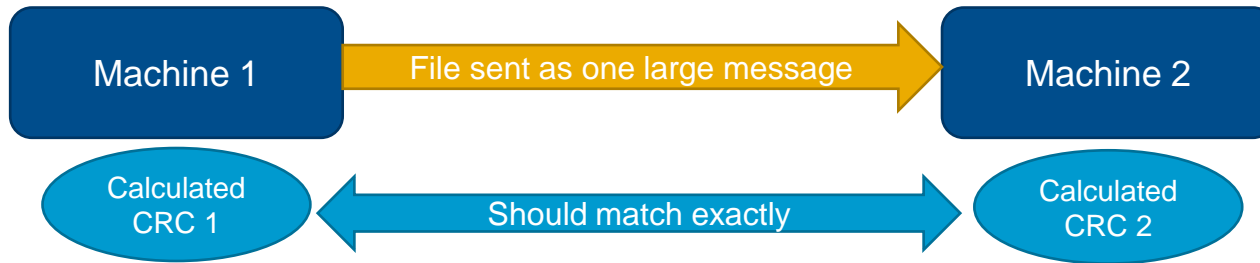 Machine 1
File sent as one large message
Machine 2
Calculated
CRC 1
Should match exactly
Calculated
CRC 2